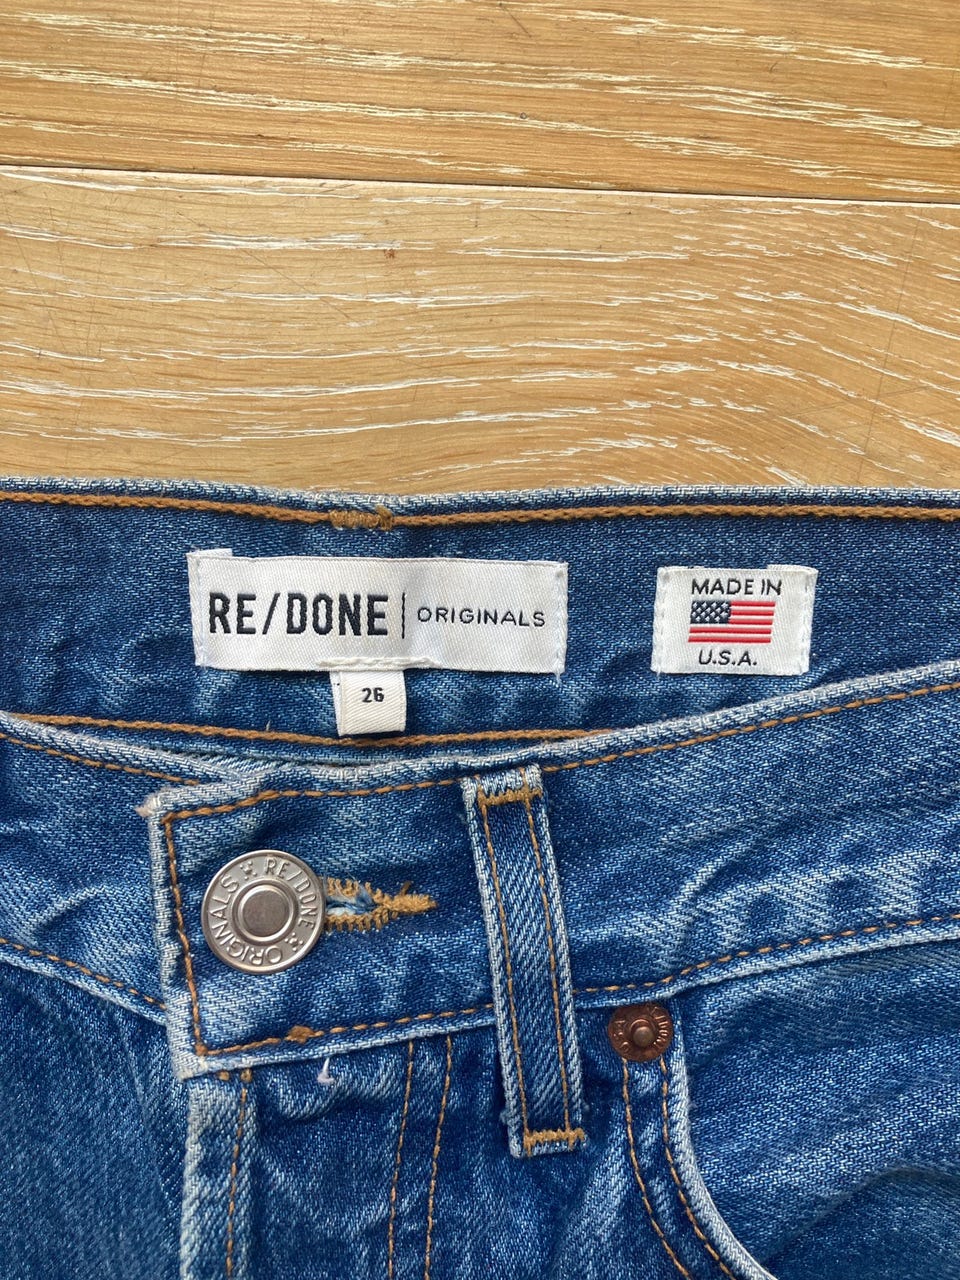 RE/DONE | ORIGINALS
MADE IN
U.S.A.
26
RE/DONE ORIGINALS